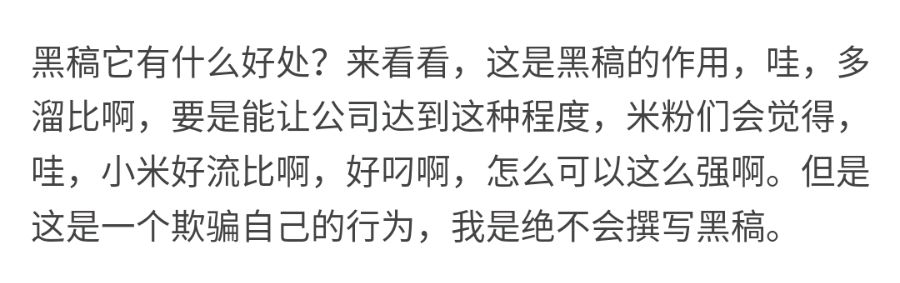 黑稿它有什么好处？来看看，这是黑稿的作用，哇，多
溜比啊，要是能让公司达到这种程度，米粉们会觉得，
哇，小米好流比啊，好叼啊，怎么可以这么强啊。但是
这是一个欺骗自己的行为，我是绝不会撰写黑稿。